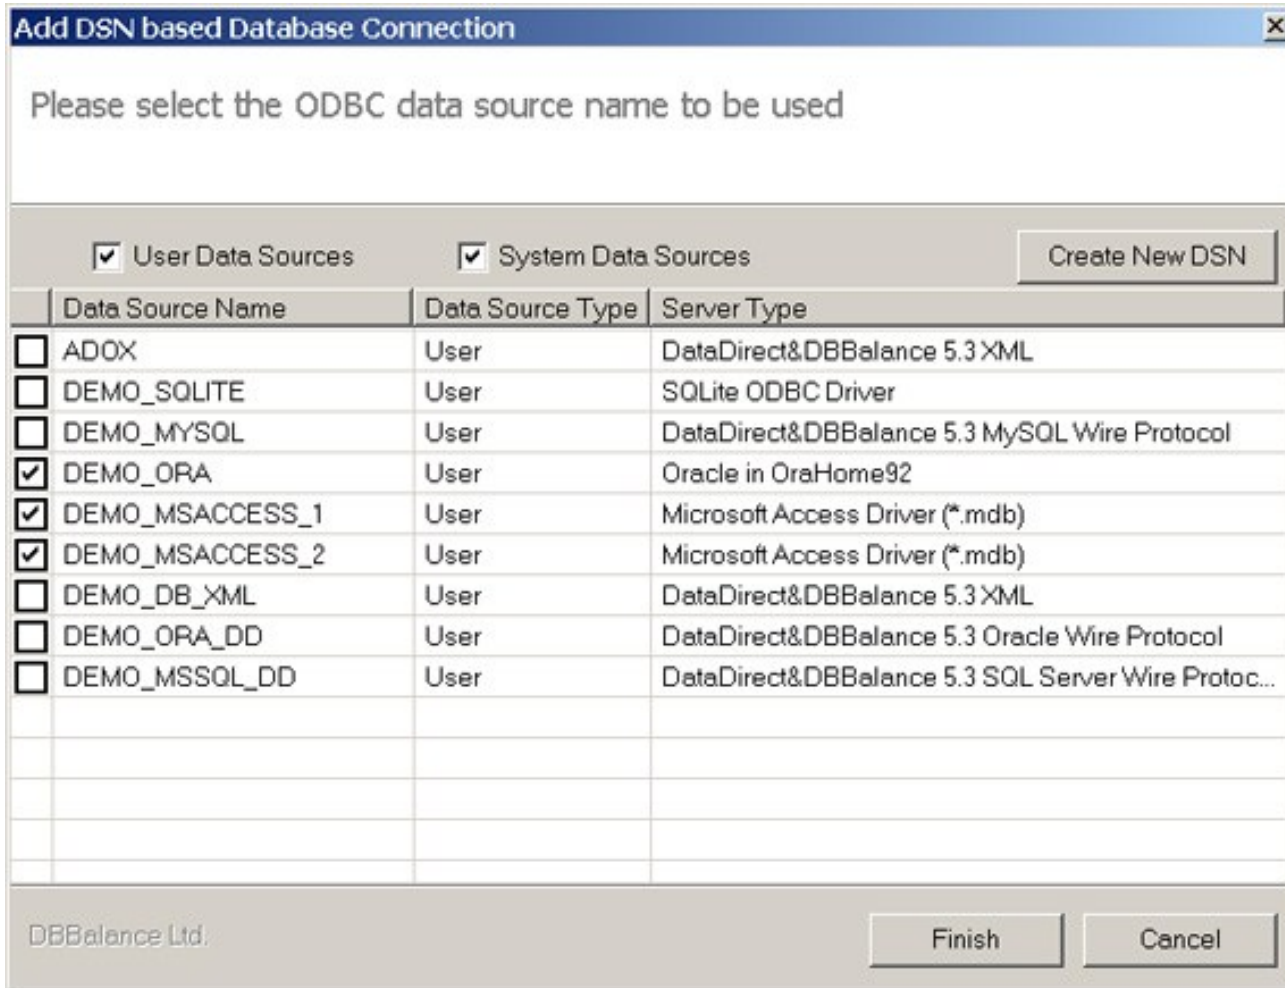 Add DSN based Database Connection
Please select the ODBC data source name to be used
User Data Sources System Data Sources Create New DSN
Data Source Name Data Source Type Server Type
ADOX User DataDirect&DBBalance 5.3 XML
DEMO_SQLITE User SQLite ODBC Driver
DEMO_MYSQL User DataDirect&DBBalance 5.3 MySQL Wire Protocol
DEMO_ORA User Oracle in OraHome92
DEMO_MSACCESS_1 User Microsoft Access Driver (*.mdb)
DEMO_MSACCESS_2 User Microsoft Access Driver (*.mdb)
DEMO_DB_XML User DataDirect&DBBalance 5.3 XML
DEMO_ORA_DD User DataDirect&DBBalance 5.3 Oracle Wire Protocol
DEMO_MSSQL_DD User DataDirect&DBBalance 5.3 SQL Server Wire Protoc...
DBBalance Ltd. Finish Cancel